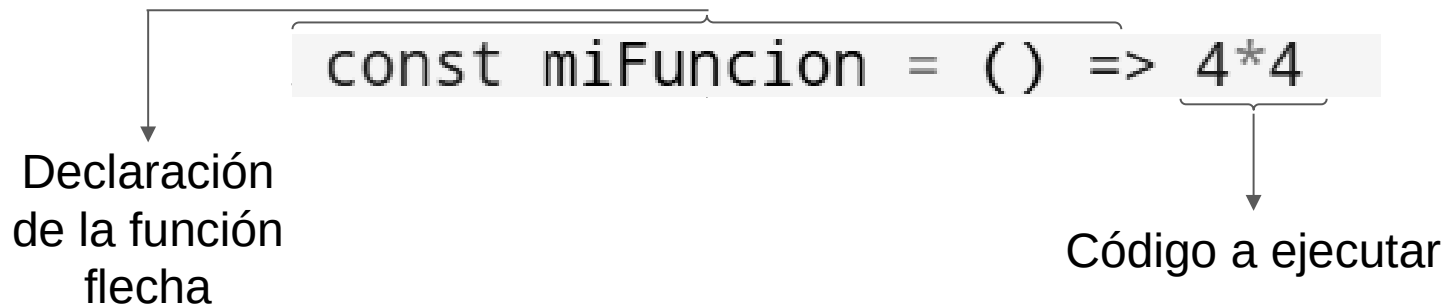 const miFuncion = () => 4*4
Declaración
de la función
flecha
Código a ejecutar